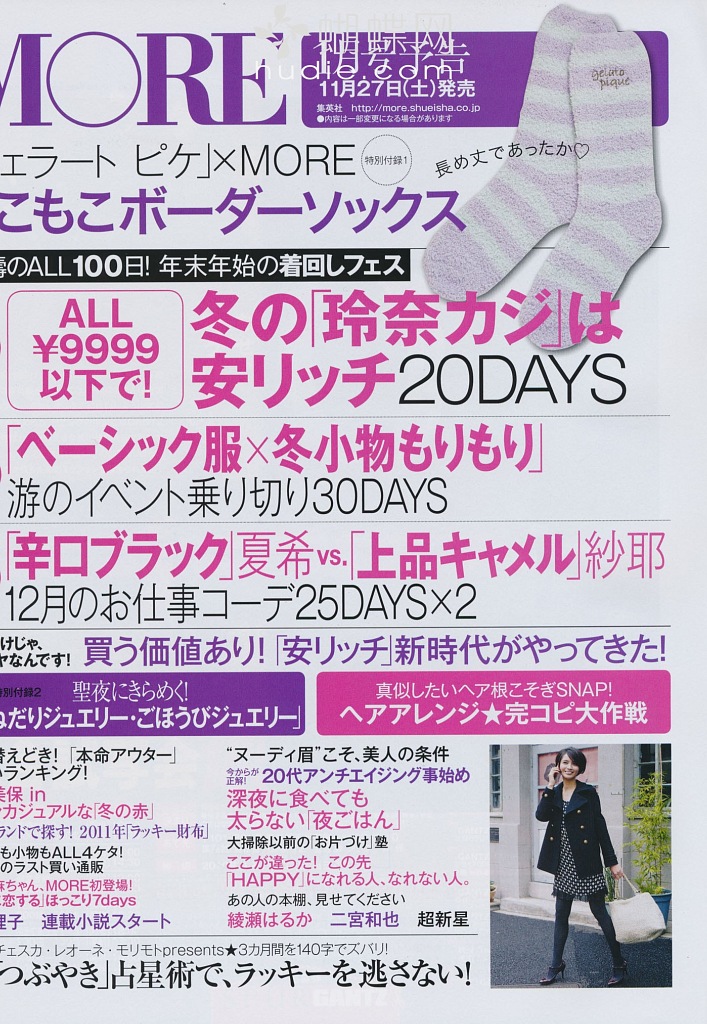 MORE
蝴蝶网
hudie.com
次号予告
11月27日(土)発売
集英社 http://more.shueisha.co.jp
●内容は一部変更になる場合があります
gelato pique
長め丈であったか♡
ェラート ピケ」×MORE
特別付録1
こもこボーダーソックス
のALL100日! 年末年始の着回しフェス
ALL
¥9999
以下で!
冬の「玲奈カジ」は
安リッチ20DAYS
「ベーシック服×冬小物もりもり」
游のイベント乗り切り30DAYS
「辛口ブラック」夏希vs.「上品キャメル」紗耶
12月のお仕事コーデ25DAYS×2
けじゃ、
ヤなんです!
買う価値あり!「安リッチ」新時代がやってきた!
特別付録2
聖夜にきらめく!
ねだりジュエリー・ごほうびジュエリー」
真似したいヘア根こそぎSNAP!
ヘアアレンジ★完コピ大作戦
替えどき! 「本命アウター」
ランキング!
美保 in
カジュアルな「冬の赤」
ランドで探す! 2011年「ラッキー財布」
も小物もALL4ケタ!
のラスト買い通販
麻ちゃん、MORE初登場!
恋する」ほっこり7days
理子 連載小説スタート
“ヌーディ眉”こそ、美人の条件
今からが
正解!
20代アンチエイジング事始め
深夜に食べても
太らない「夜ごはん」
大掃除以前の「お片づけ」塾
ここが違った! この先
「HAPPY」になれる人、なれない人。
あの人の本棚、見せてください
綾瀬はるか 二宮和也 超新星
チェスカ・レオーネ・モリモトpresents★3カ月間を140字でズバリ!
「つぶやき」占星術で、ラッキーを逃さない!